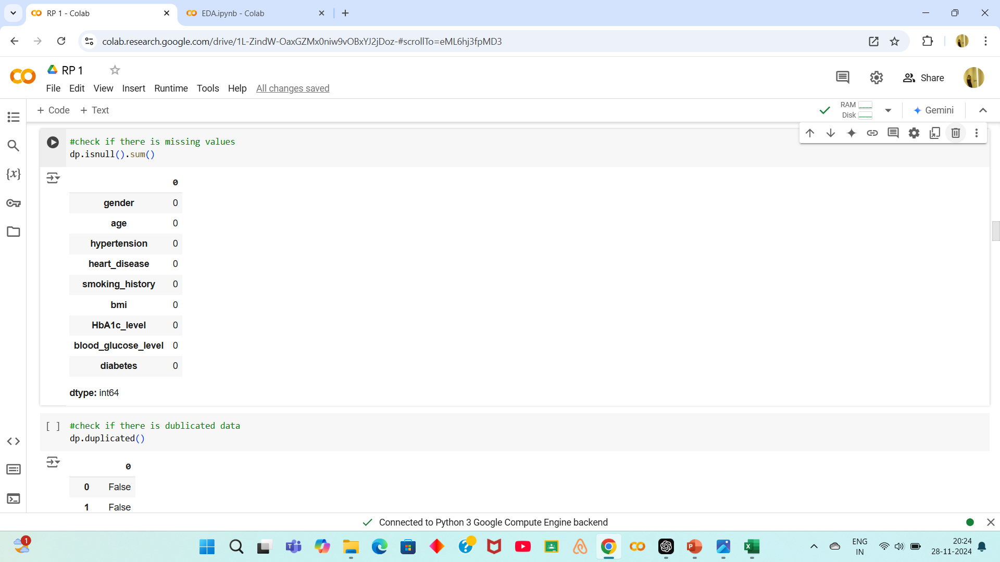 RP 1 - Colab
EDA.ipynb - Colab
colab.research.google.com/drive/1L-ZindW-OaxGZMx0niw9vOBxYJ2jDoz-#scrollTo=eML6hj3fpMD3
RP 1
File Edit View Insert Runtime Tools Help All changes saved
Share
+ Code + Text
RAM
Disk
Gemini
#check if there is missing values
dp.isnull().sum()
0
gender 0
age 0
hypertension 0
heart_disease 0
smoking_history 0
bmi 0
HbA1c_level 0
blood_glucose_level 0
diabetes 0
dtype: int64
[ ] #check if there is dublicated data
dp.duplicated()
0
0 False
1 False
Connected to Python 3 Google Compute Engine backend
1
ENG
IN
20:24
28-11-2024